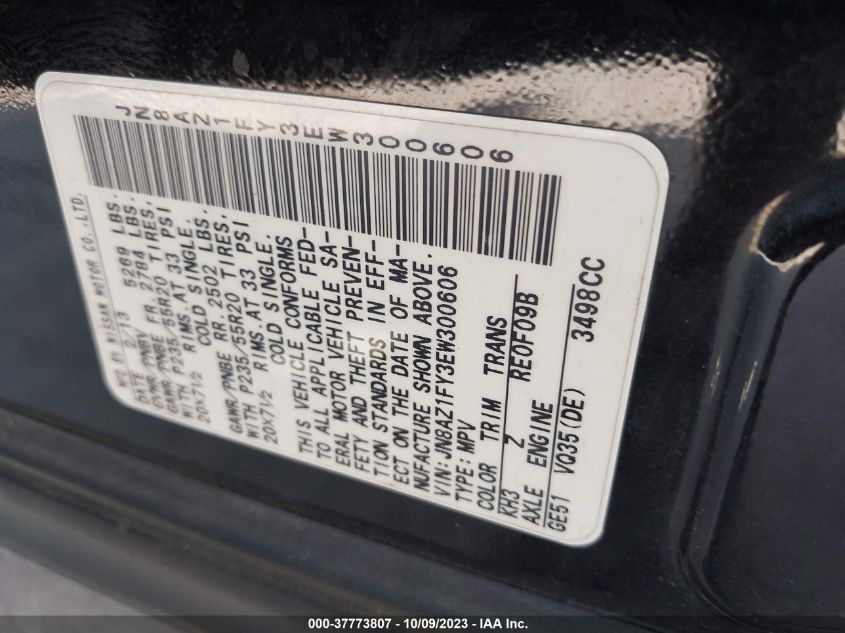 JN8AZ1FY3EW300606
MFD BY NISSAN MOTOR CO.,LTD.
DATE 2/13
GVWR/PNBV 5269 LBS.
GAWR/PNBE FR. 2784 LBS.
WITH P235/55R20 TIRES,
20X7½ RIMS.AT 33 PSI
COLD SINGLE.
GAWR/PNBE RR. 2502 LBS.
WITH P235/55R20 TIRES,
20X7½ RIMS.AT 33 PSI
COLD SINGLE.
THIS VEHICLE CONFORMS
TO ALL APPLICABLE FED-
ERAL MOTOR VEHICLE SA-
FETY AND THEFT PREVEN-
TION STANDARDS IN EFF-
ECT ON THE DATE OF MA-
NUFACTURE SHOWN ABOVE.
VIN:JN8AZ1FY3EW300606
TYPE:MPV
COLOR TRIM TRANS
KH3 Z RE0F09B
AXLE ENGINE
GE51 VQ35(DE) 3498CC
000-37773807 - 10/09/2023 - IAA Inc.